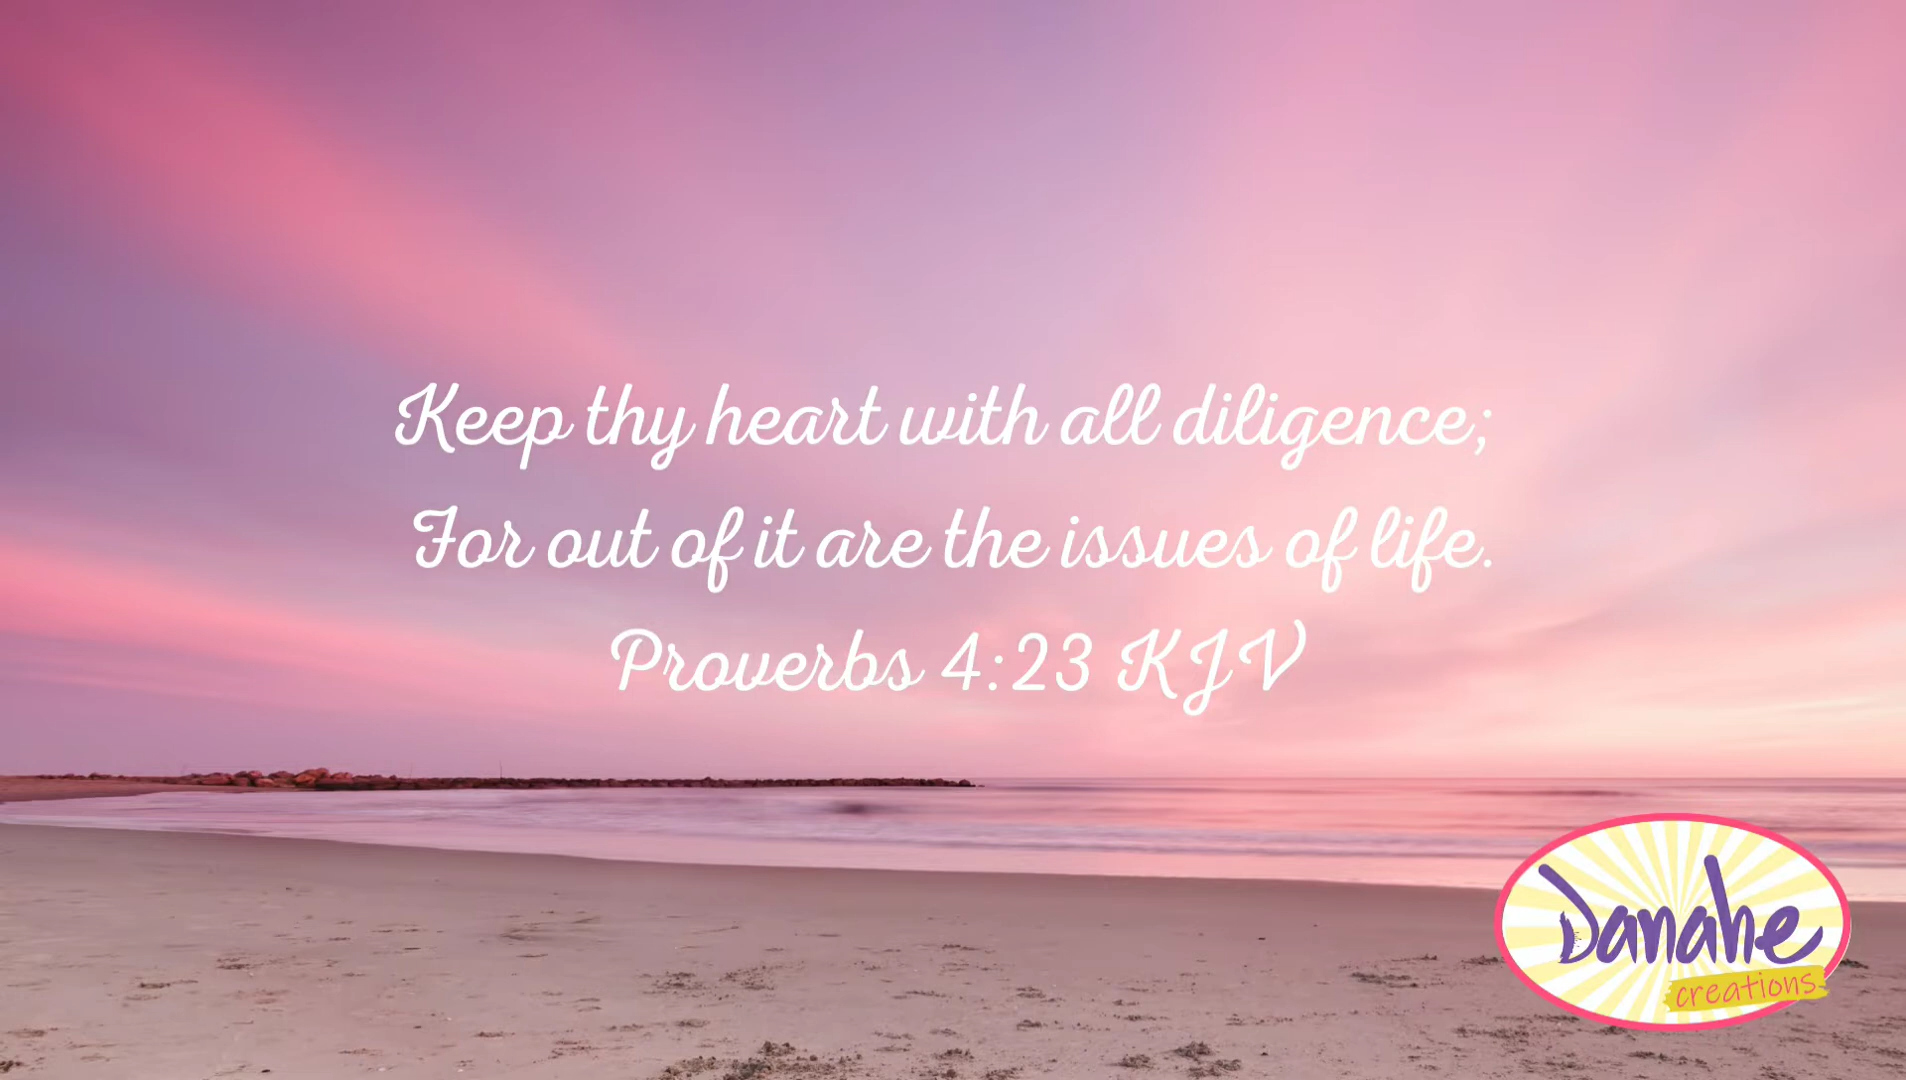 Keep thy heart with all diligence;
For out of it are the issues of life.
Proverbs 4:23 KJV
Danahe
creations